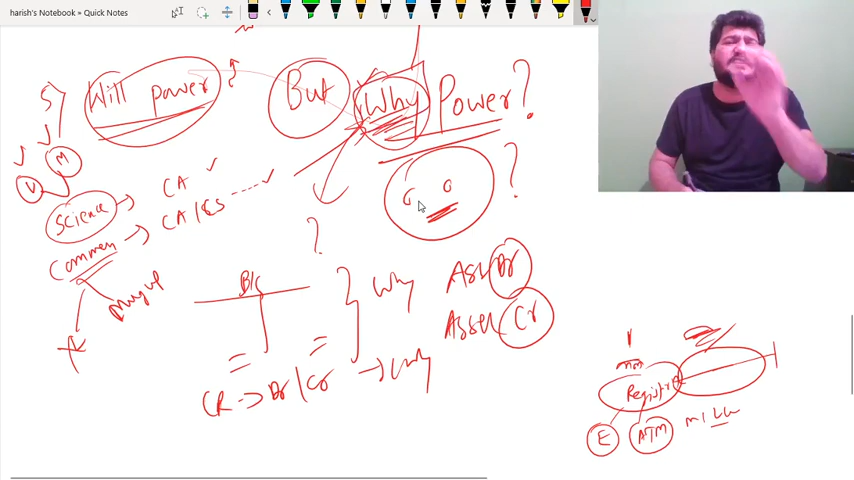 harish's Notebook » Quick Notes
Will power But Why Power?
S
V M
Science → CA ✓
Commerce → CA/CS ----✓
G O ?
?
B/S
Why
Asset Dr
Asset Cr
CR → Dr/Cr → Why
Registr
E ATM